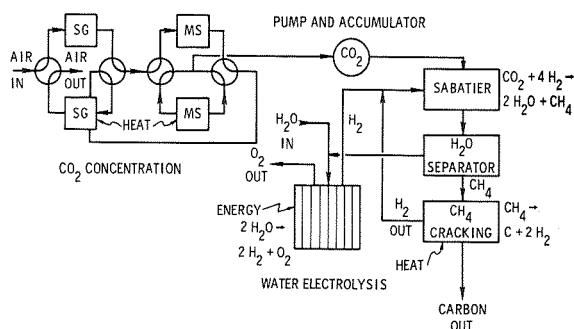 PUMP AND ACCUMULATOR
SG
MS
AIR
IN
AIR
OUT
SG
HEAT
MS
CO₂
CO₂ CONCENTRATION
SABATIER
CO₂ + 4 H₂ →
2 H₂O + CH₄
H₂O
IN
H₂
O₂
OUT
H₂O
SEPARATOR
CH₄
ENERGY
2 H₂O →
2 H₂ + O₂
H₂
OUT
CH₄
CRACKING
CH₄ →
C + 2 H₂
HEAT
WATER ELECTROLYSIS
CARBON
OUT